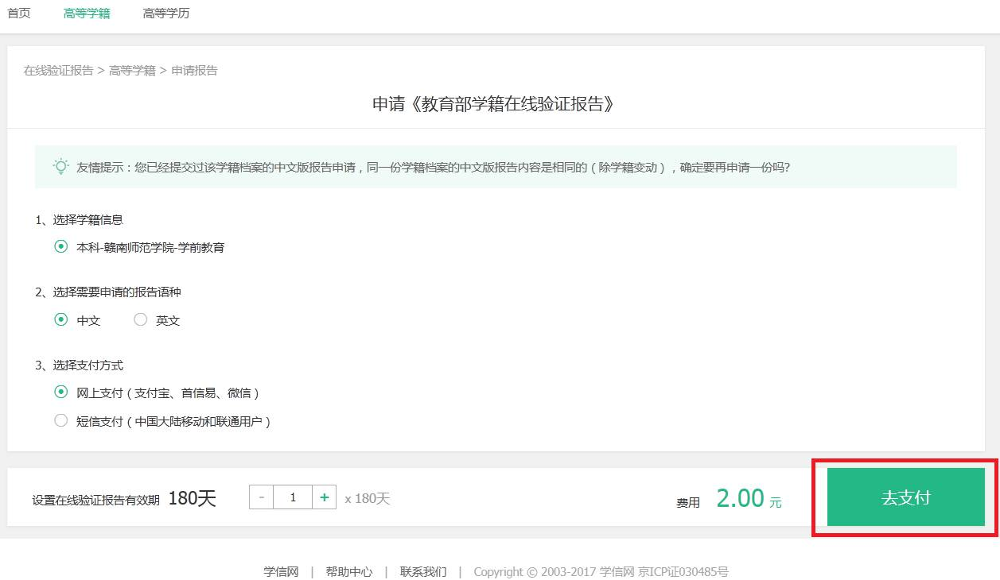 首页 高等学籍 高等学历
在线验证报告 > 高等学籍 > 申请报告
申请《教育部学籍在线验证报告》
友情提示：您已经提交过该学籍档案的中文版报告申请，同一份学籍档案的中文版报告内容是相同的（除学籍变动），确定要再申请一份吗?
1、选择学籍信息
本科-赣南师范学院-学前教育
2、选择需要申请的报告语种
中文 英文
3、选择支付方式
网上支付（支付宝、首信易、微信）
短信支付（中国大陆移动和联通用户）
设置在线验证报告有效期 180天 - 1 + x 180天 费用 2.00 元 去支付
学信网 | 帮助中心 | 联系我们 | Copyright © 2003-2017 学信网 京ICP证030485号